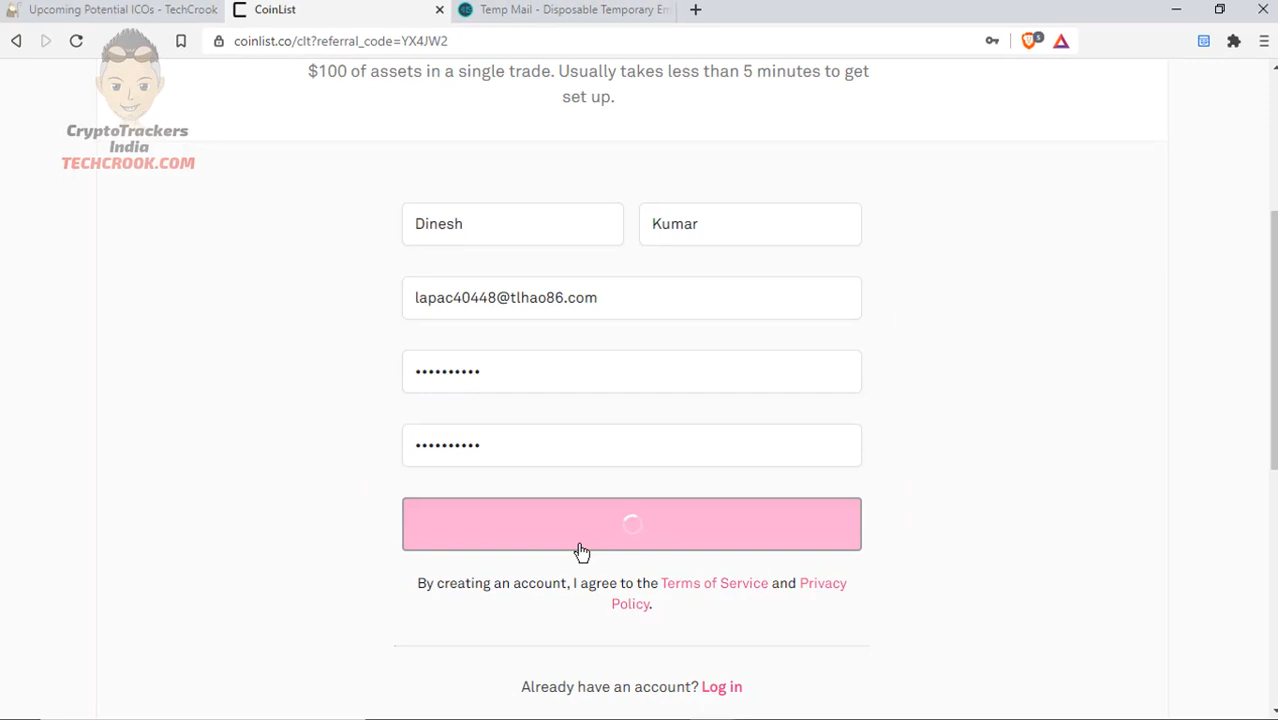 Upcoming Potential ICOs - TechCrook
CoinList
Temp Mail - Disposable Temporary Em
coinlist.co/clt?referral_code=YX4JW2
5
$100 of assets in a single trade. Usually takes less than 5 minutes to get
set up.
CryptoTrackers
India
TECHCROOK.COM
Dinesh
Kumar
lapac40448@tlhao86.com
By creating an account, I agree to the Terms of Service and Privacy
Policy.
Already have an account? Log in